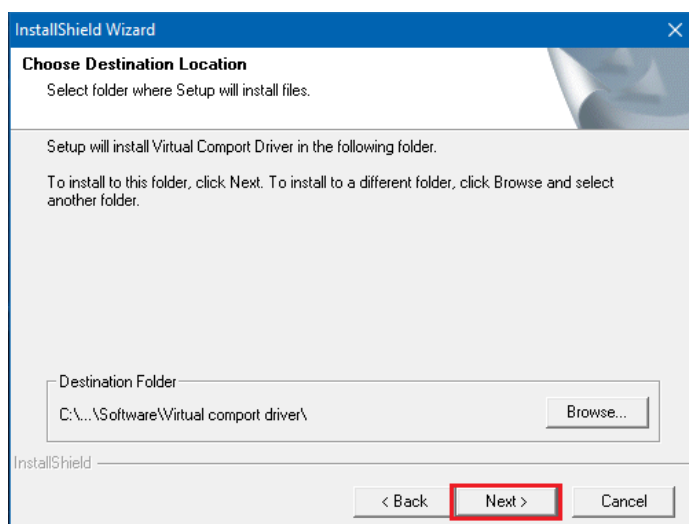 InstallShield Wizard
Choose Destination Location
Select folder where Setup will install files.
Setup will install Virtual Comport Driver in the following folder.
To install to this folder, click Next. To install to a different folder, click Browse and select
another folder.
Destination Folder
C:\...\Software\Virtual comport driver\
Browse...
InstallShield
< Back
Next >
Cancel